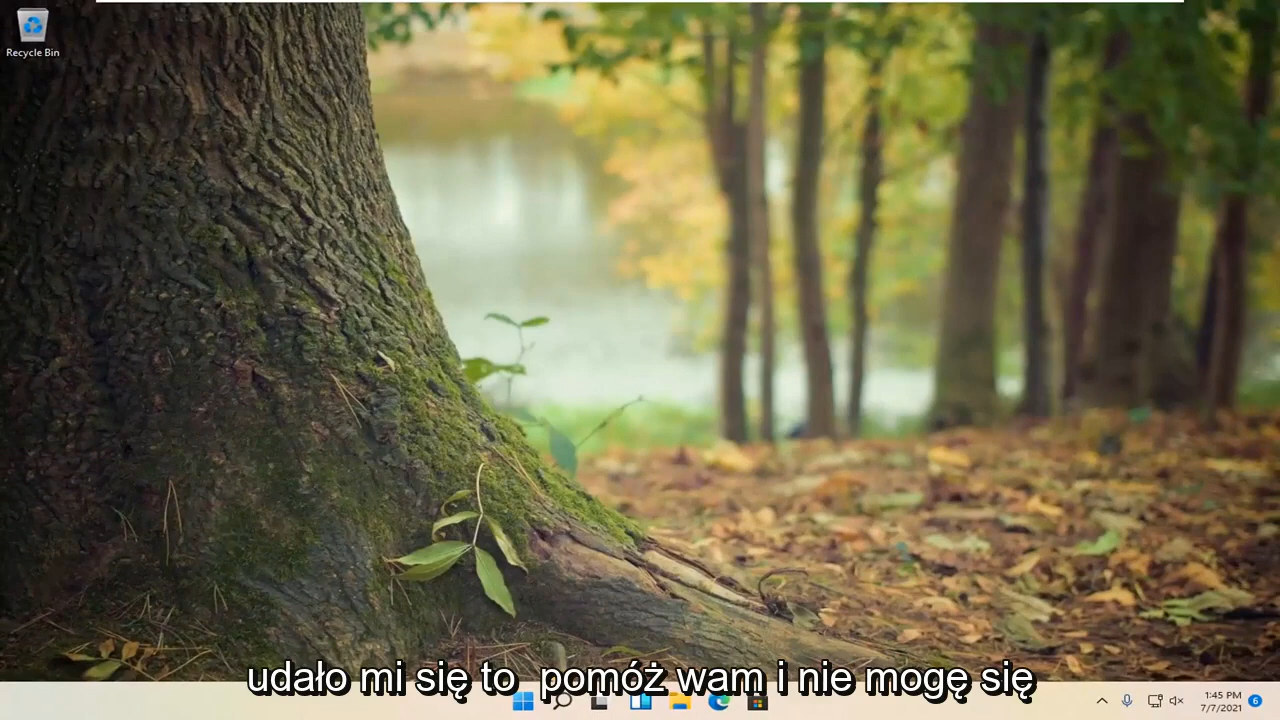 Recycle Bin
udało mi się to  pomóż wam i nie mogę się
1:45 PM
7/7/2021
6